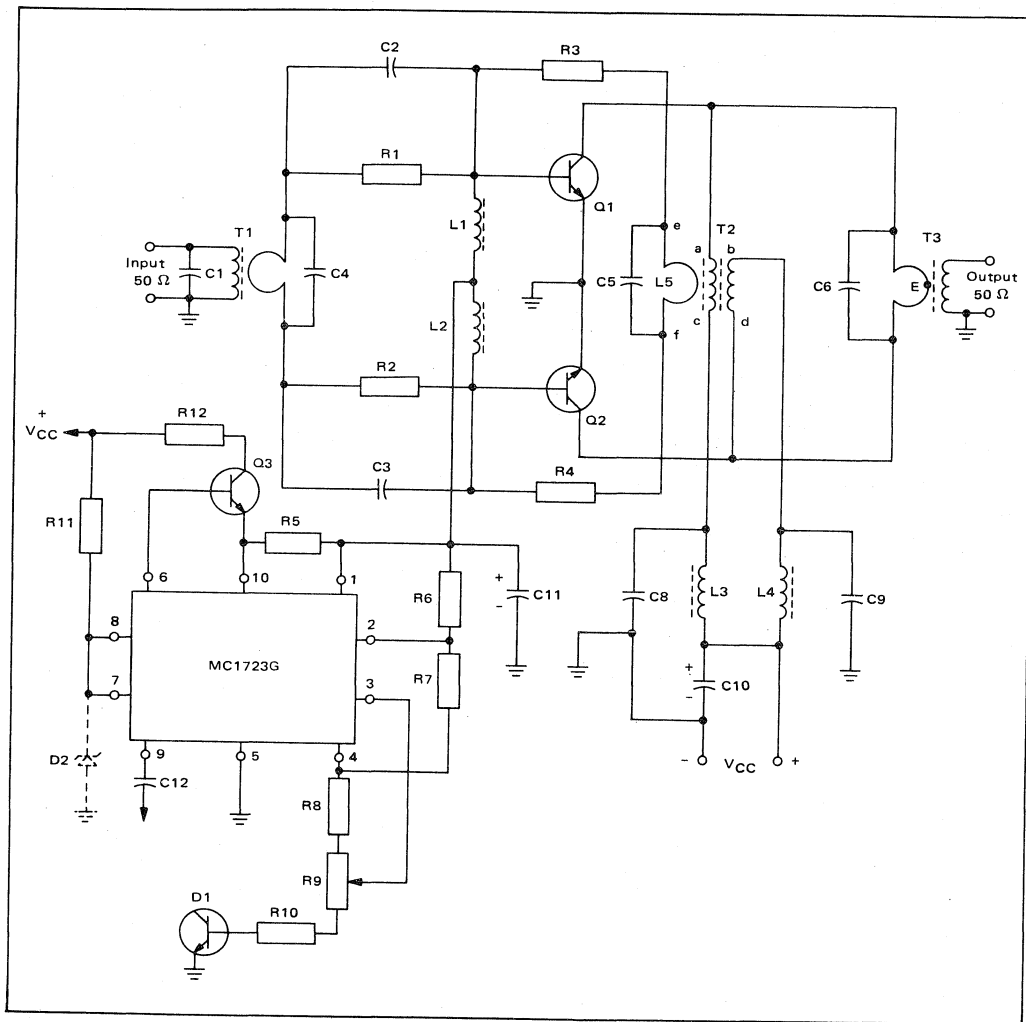 C2
R3
R1
Q1
T1
L1
T2
e
a
b
T3
Input
50 Ω
C1
C4
C5
L5
C6
E
Output
50 Ω
L2
c
d
f
R2
Q2
+
VCC
R12
Q3
C3
R4
R11
R5
6
10
1
R6
+
-
C11
C8
L3
L4
C9
8
2
MC1723G
7
3
R7
+
-
C10
D2
9
5
4
C12
- VCC +
R8
R9
D1
R10